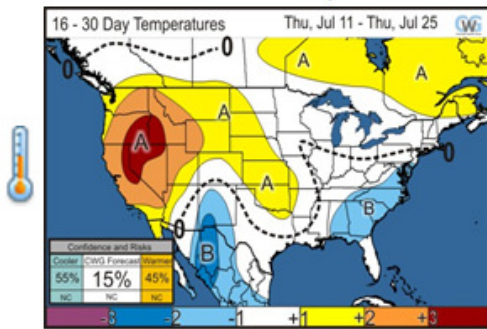 16 - 30 Day Temperatures Thu, Jul 11 - Thu, Jul 25 CWG
0 0
A A
A A
A
0
B
0
B
Confidence and Risks
Cooler CWG Forecast Warmer
55% 15% 45%
NC NC NC
-3 -2 -1 +1 +2 +3